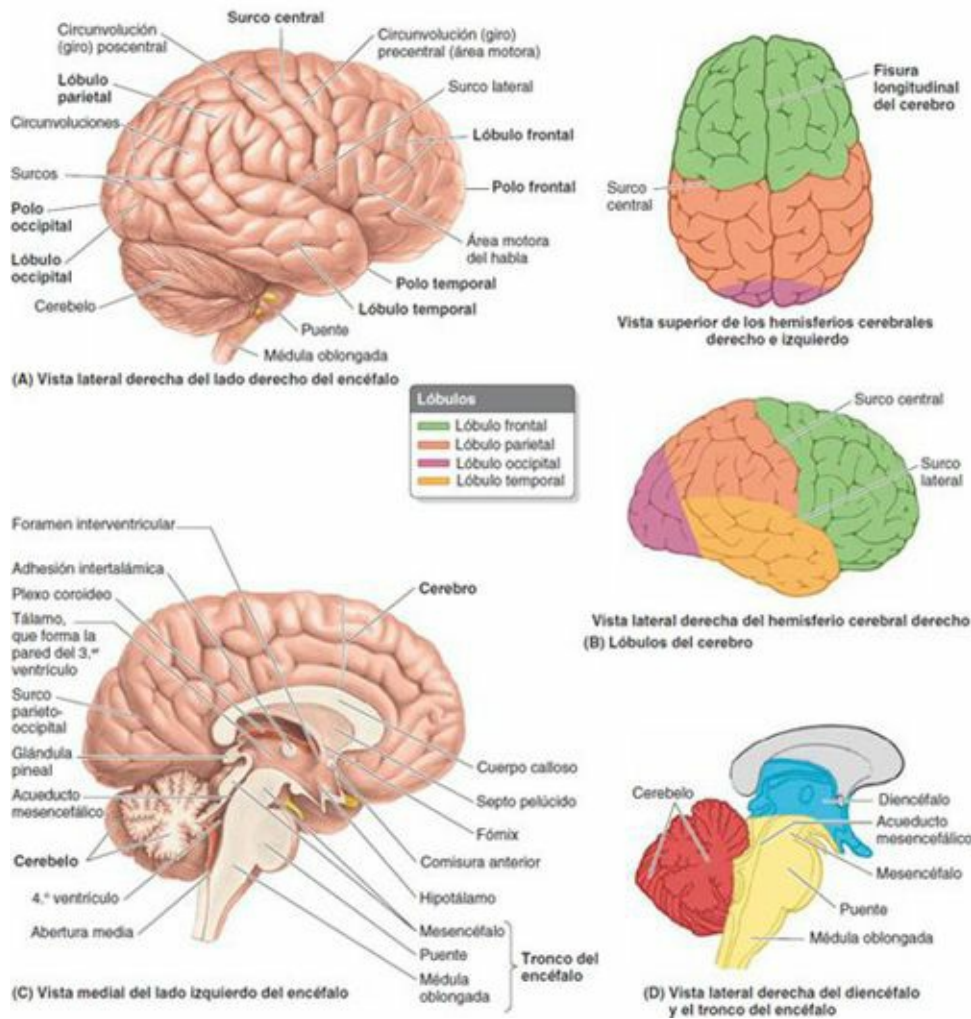 Surco central
Circunvolución
(giro) poscentral
Circunvolución (giro)
precentral (área motora)
Lóbulo
parietal
Surco lateral
Circunvoluciones
Lóbulo frontal
Surcos
Polo frontal
Polo
occipital
Área motora
del habla
Lóbulo
occipital
Polo temporal
Cerebelo
Lóbulo temporal
Puente
Médula oblongada
(A) Vista lateral derecha del lado derecho del encéfalo
Fisura
longitudinal
del cerebro
Surco
central
Vista superior de los hemisferios cerebrales
derecho e izquierdo
Lóbulos
Lóbulo frontal
Lóbulo parietal
Lóbulo occipital
Lóbulo temporal
Surco central
Surco
lateral
Vista lateral derecha del hemisferio cerebral derecho
(B) Lóbulos del cerebro
Foramen interventricular
Adhesión intertalámica
Plexo coroideo
Cerebro
Tálamo,
que forma la
pared del 3.er
ventrículo
Surco
parieto-
occipital
Glándula
pineal
Acueducto
mesencefálico
Cerebelo
4.º ventrículo
Abertura media
Cuerpo calloso
Septo pelúcido
Fórnix
Comisura anterior
Hipotálamo
Mesencéfalo
Puente
Médula
oblongada
Tronco del
encéfalo
(C) Vista medial del lado izquierdo del encéfalo
Cerebelo
Diencéfalo
Acueducto
mesencefálico
Mesencéfalo
Puente
Médula oblongada
(D) Vista lateral derecha del diencéfalo
y el tronco del encéfalo